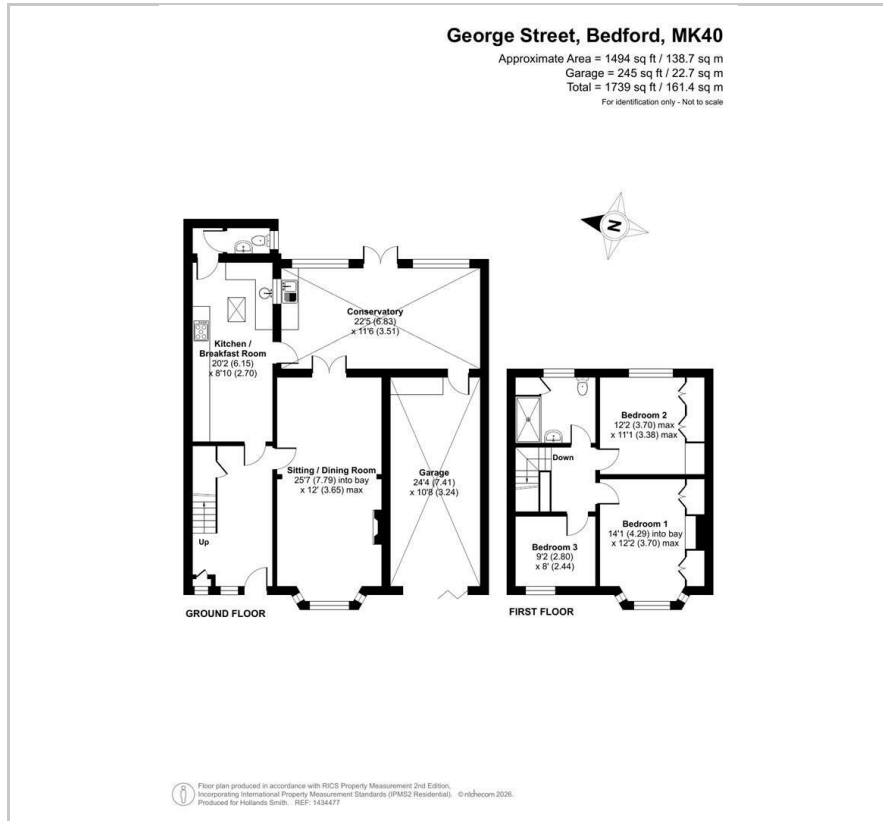 George Street, Bedford, MK40
Approximate Area = 1494 sq ft / 138.7 sq m
Garage = 245 sq ft / 22.7 sq m
Total = 1739 sq ft / 161.4 sq m
For identification only - Not to scale
N
Conservatory
22'5 (6.83)
x 11'6 (3.51)
Kitchen /
Breakfast Room
20'2 (6.15)
x 8'10 (2.70)
Sitting / Dining Room
25'7 (7.79) into bay
x 12' (3.65) max
Garage
24'4 (7.41)
x 10'8 (3.24)
Up
GROUND FLOOR
Bedroom 2
12'2 (3.70) max
x 11'1 (3.38) max
Down
Bedroom 1
14'1 (4.29) into bay
x 12'2 (3.70) max
Bedroom 3
9'2 (2.80)
x 8' (2.44)
FIRST FLOOR
Floor plan produced in accordance with RICS Property Measurement 2nd Edition,
Incorporating International Property Measurement Standards (IPMS2 Residential). © nichecom 2026.
Produced for Hollands Smith. REF: 1434477